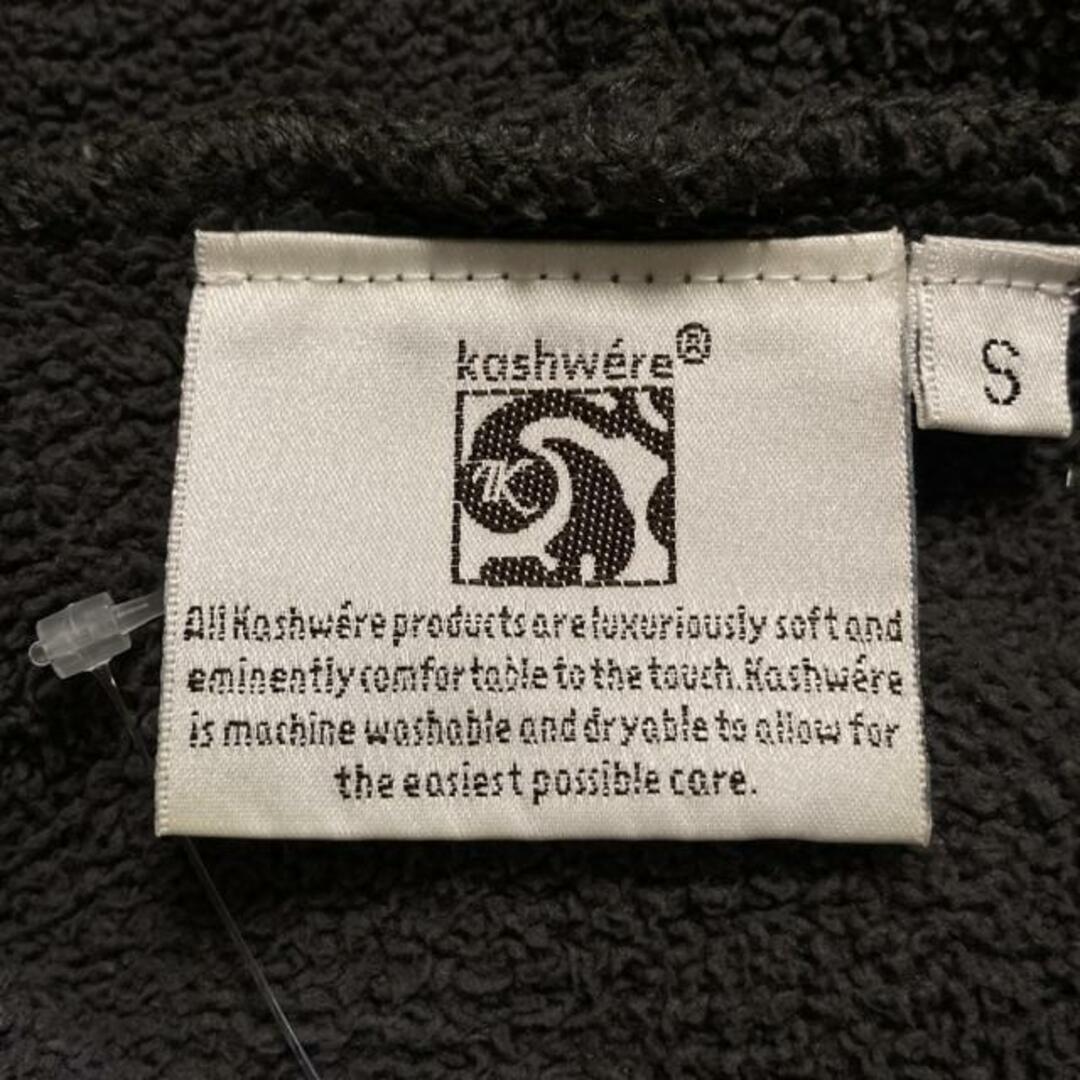 kashwére®
S
AK
All Kashwére products are luxuriously soft and
eminently comfortable to the touch. Kashwére
is machine washable and dryable to allow for
the easiest possible care.